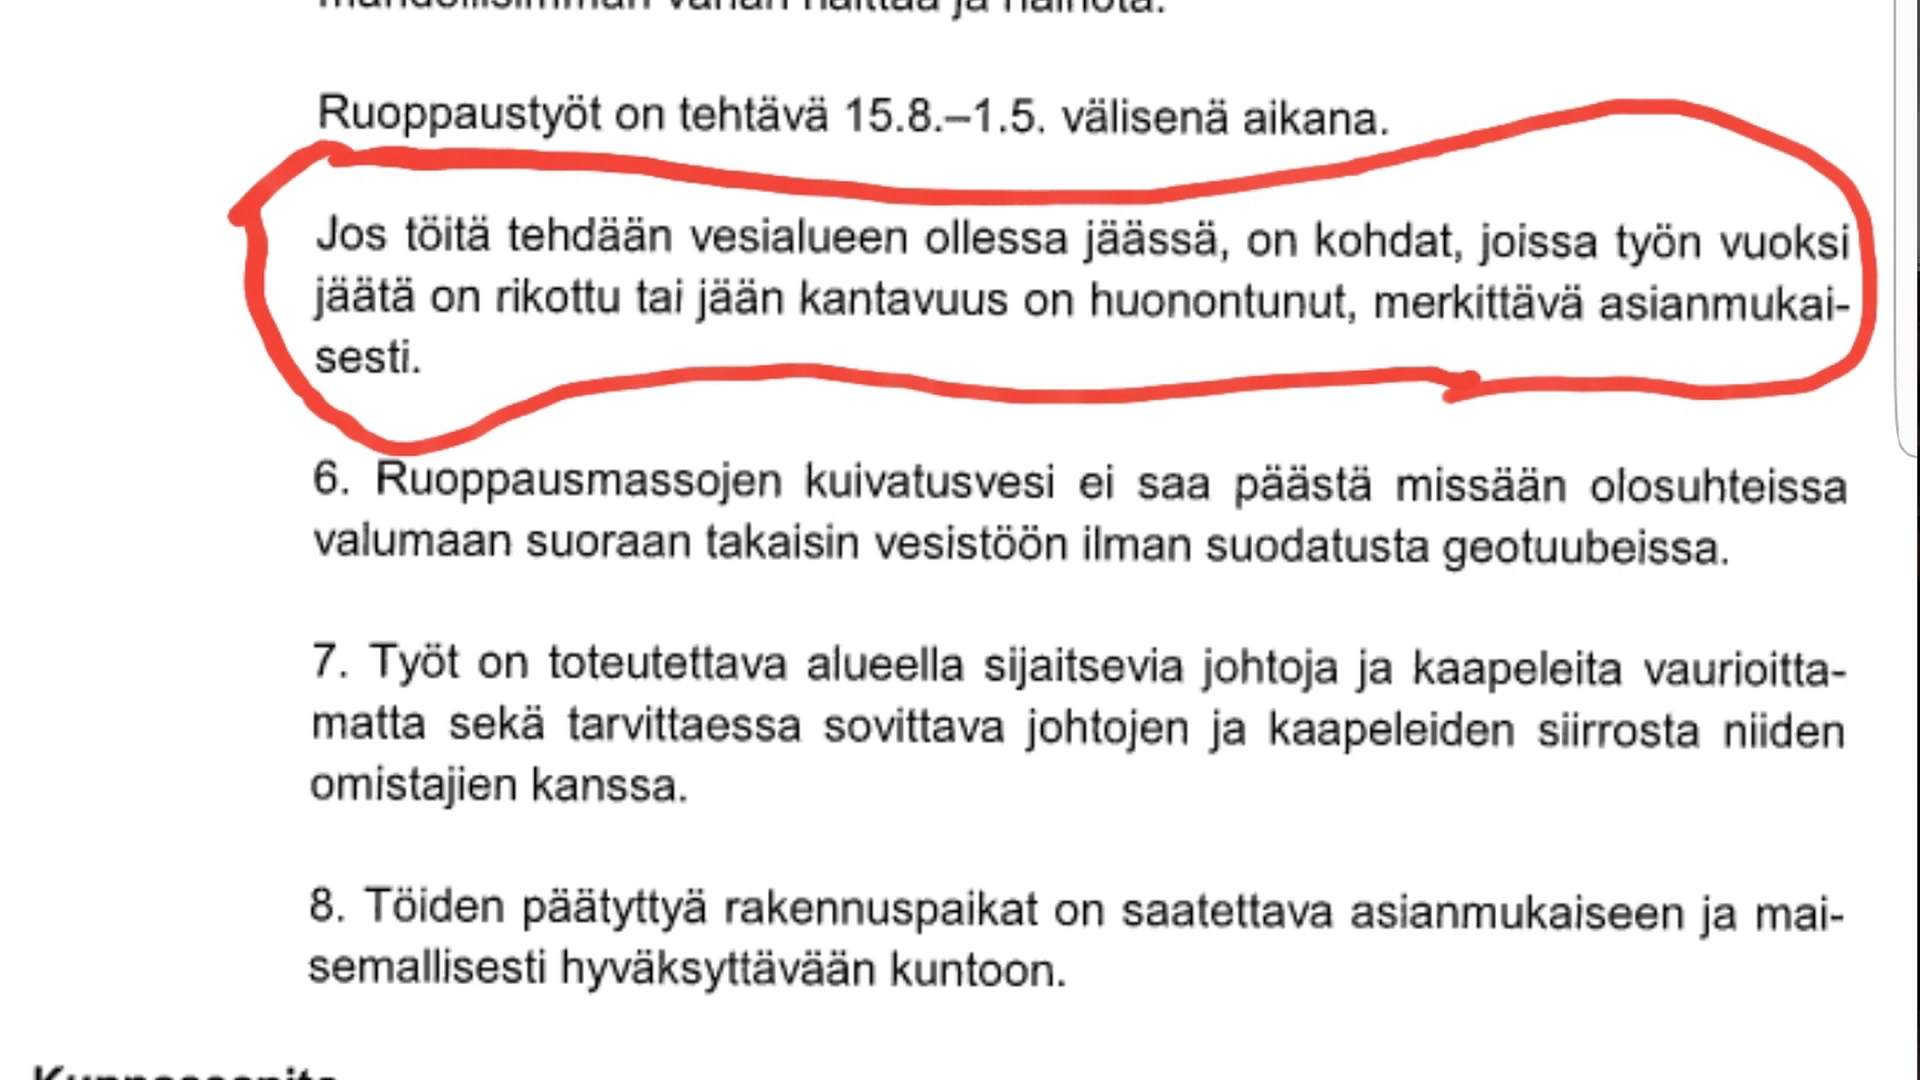 Ruoppaustyöt on tehtävä 15.8.–1.5. välisenä aikana.
Jos töitä tehdään vesialueen ollessa jäässä, on kohdat, joissa työn vuoksi
jäätä on rikottu tai jään kantavuus on huonontunut, merkittävä asianmukai-
sesti.
6. Ruoppausmassojen kuivatusvesi ei saa päästä missään olosuhteissa
valumaan suoraan takaisin vesistöön ilman suodatusta geotuubeissa.
7. Työt on toteutettava alueella sijaitsevia johtoja ja kaapeleita vaurioitta-
matta sekä tarvittaessa sovittava johtojen ja kaapeleiden siirrosta niiden
omistajien kanssa.
8. Töiden päätyttyä rakennuspaikat on saatettava asianmukaiseen ja mai-
semallisesti hyväksyttävään kuntoon.